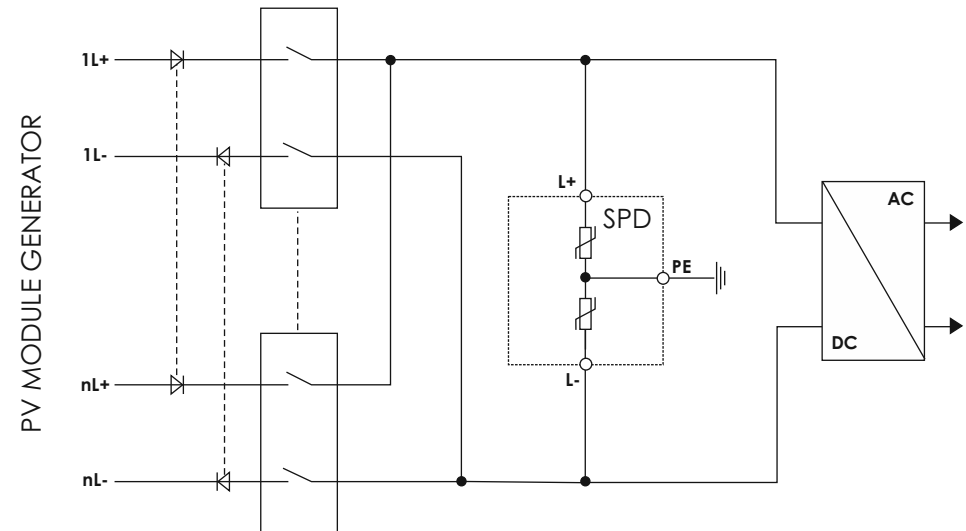 PV MODULE GENERATOR
1L+
1L-
nL+
nL-
L+
SPD
PE
L-
AC
DC